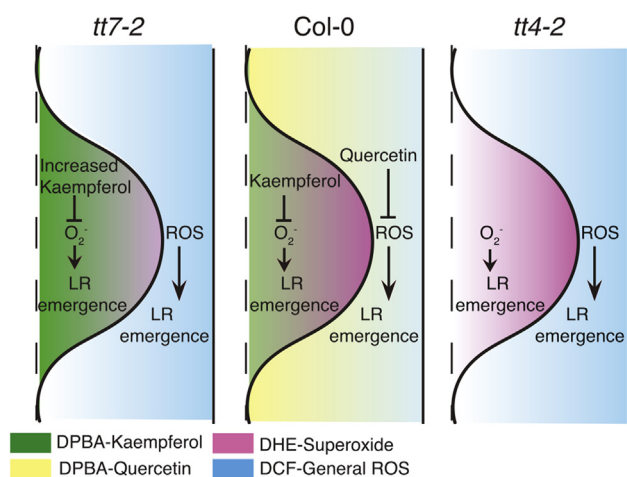 tt7-2
Col-0
tt4-2
Increased
Kaempferol
O2-
LR
emergence
ROS
LR
emergence
Quercetin
Kaempferol
O2-
LR
emergence
ROS
LR
emergence
O2-
LR
emergence
ROS
LR
emergence
DPBA-Kaempferol
DHE-Superoxide
DPBA-Quercetin
DCF-General ROS